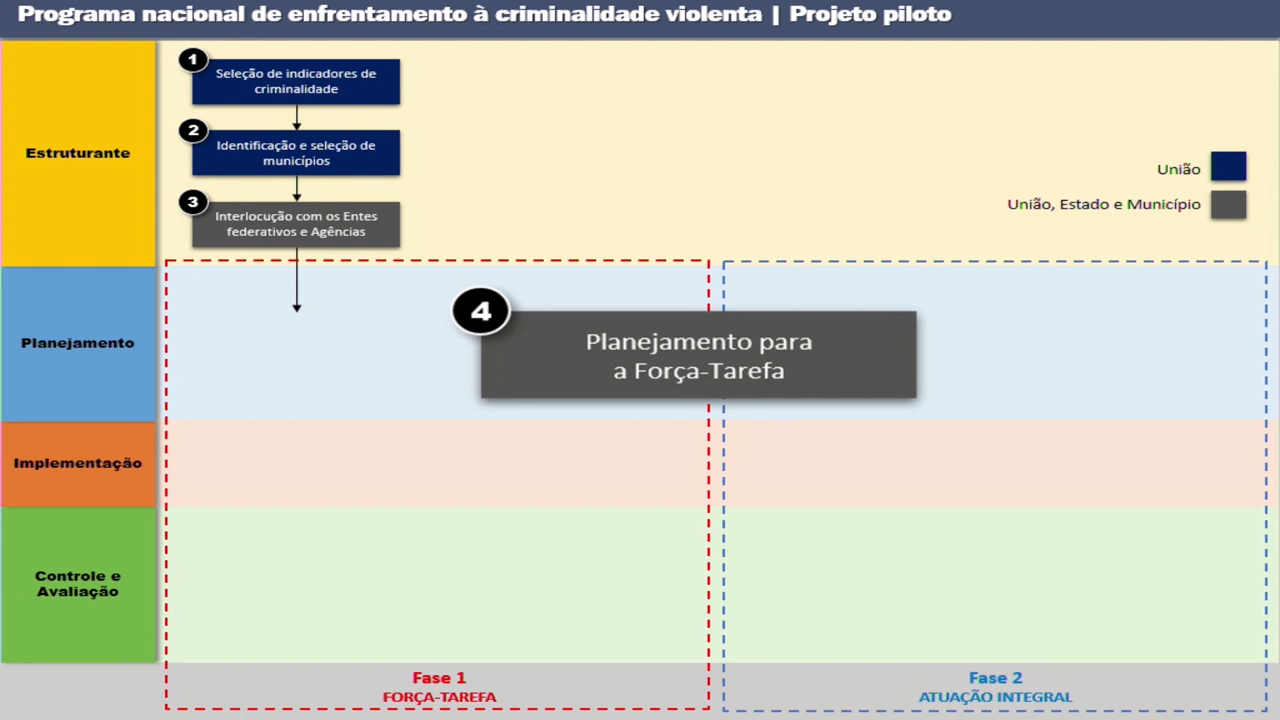 Programa nacional de enfrentamento à criminalidade violenta | Projeto piloto
Estruturante
1
Seleção de indicadores de
criminalidade
2
Identificação e seleção de
municípios
3
Interlocução com os Entes
federativos e Agências
União
União, Estado e Município
Planejamento
4
Planejamento para
a Força-Tarefa
Implementação
Controle e
Avaliação
Fase 1
FORÇA-TAREFA
Fase 2
ATUAÇÃO INTEGRAL